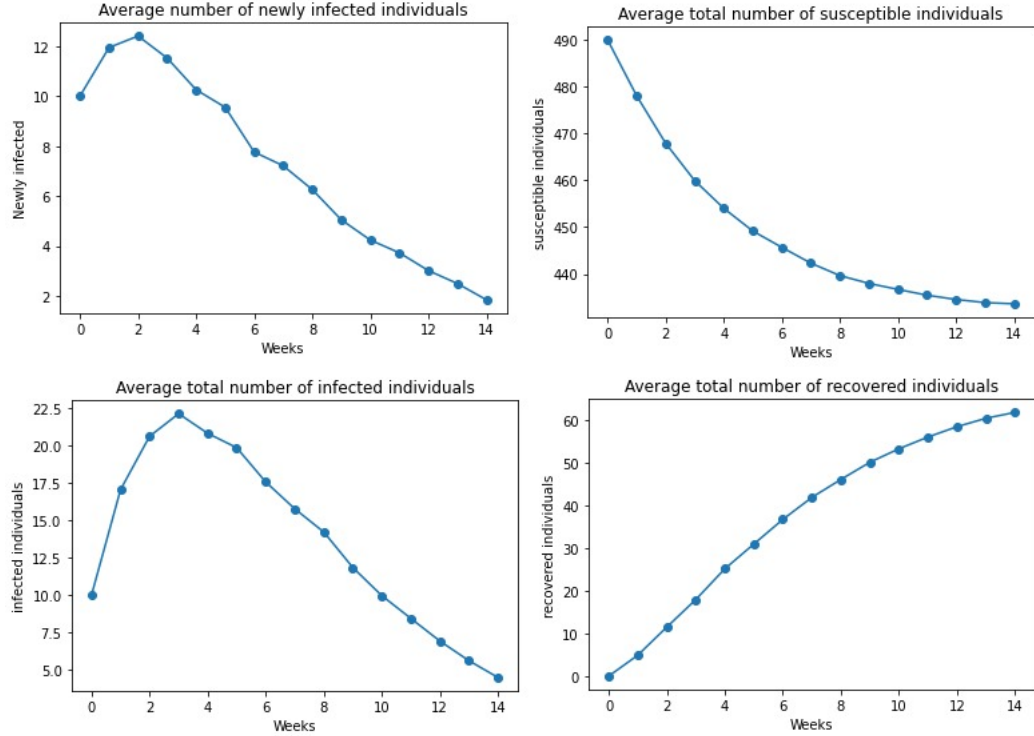 Average number of newly infected individuals
Newly infected
12
10
8
6
4
2
0 2 4 6 8 10 12 14
Weeks
Average total number of susceptible individuals
susceptible individuals
490
480
470
460
450
440
0 2 4 6 8 10 12 14
Weeks
Average total number of infected individuals
infected individuals
22.5
20.0
17.5
15.0
12.5
10.0
7.5
5.0
0 2 4 6 8 10 12 14
Weeks
Average total number of recovered individuals
recovered individuals
60
50
40
30
20
10
0
0 2 4 6 8 10 12 14
Weeks